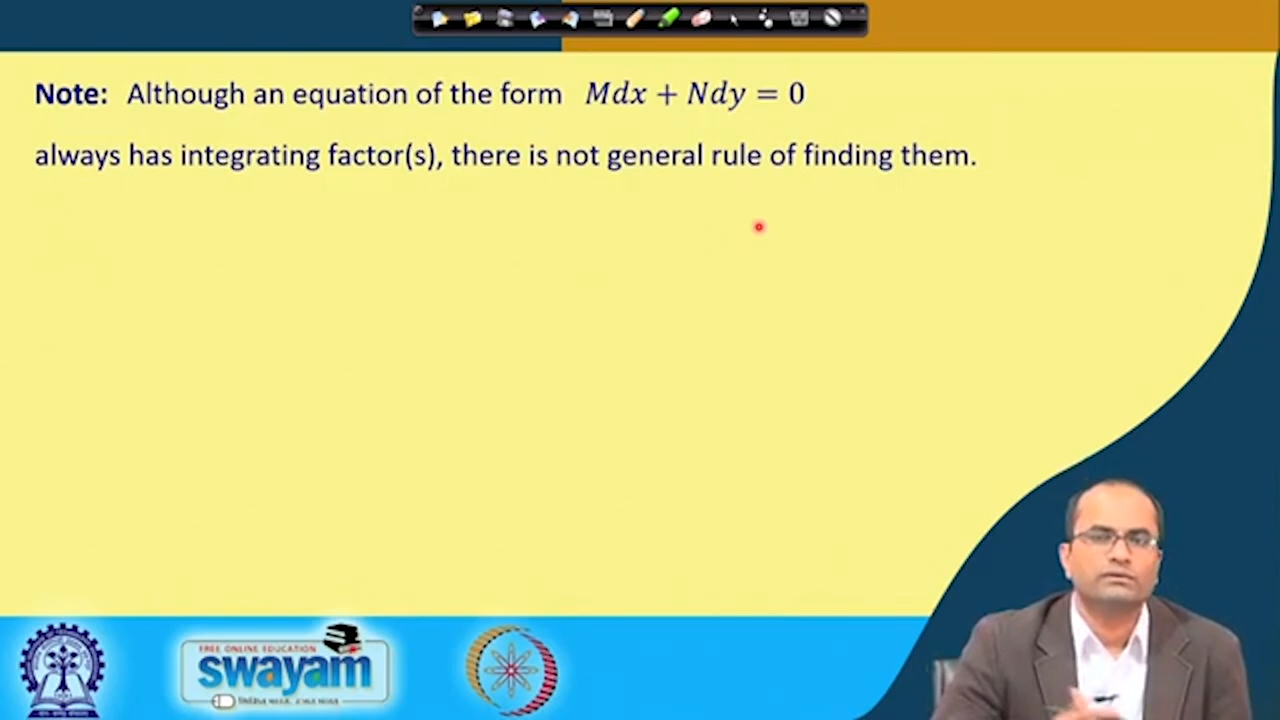 Note: Although an equation of the form Mdx + Ndy = 0
always has integrating factor(s), there is not general rule of finding them.
FREE ONLINE EDUCATION
swayam